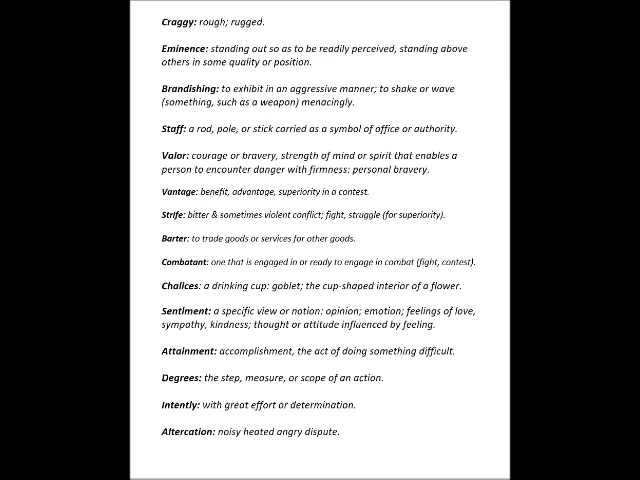 Craggy: rough; rugged.
Eminence: standing out so as to be readily perceived, standing above
others in some quality or position.
Brandishing: to exhibit in an aggressive manner; to shake or wave
(something, such as a weapon) menacingly.
Staff: a rod, pole, or stick carried as a symbol of office or authority.
Valor: courage or bravery, strength of mind or spirit that enables a
person to encounter danger with firmness: personal bravery.
Vantage: benefit, advantage, superiority in a contest.
Strife: bitter & sometimes violent conflict; fight, struggle (for superiority).
Barter: to trade goods or services for other goods.
Combatant: one that is engaged in or ready to engage in combat (fight, contest).
Chalices: a drinking cup: goblet; the cup-shaped interior of a flower.
Sentiment: a specific view or notion: opinion; emotion; feelings of love,
sympathy, kindness; thought or attitude influenced by feeling.
Attainment: accomplishment, the act of doing something difficult.
Degrees: the step, measure, or scope of an action.
Intently: with great effort or determination.
Altercation: noisy heated angry dispute.